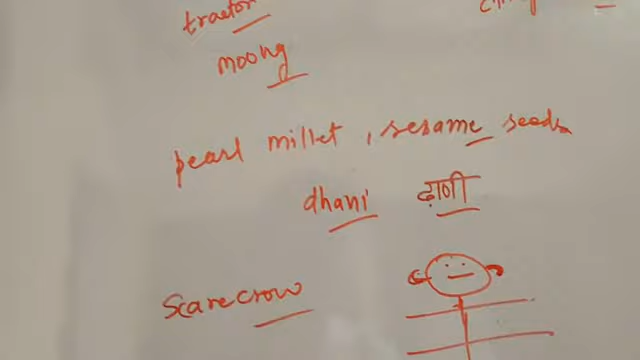 tractor
moong
pearl millet, sesame seeds
dhani ढ़ाणी
Scarecrow